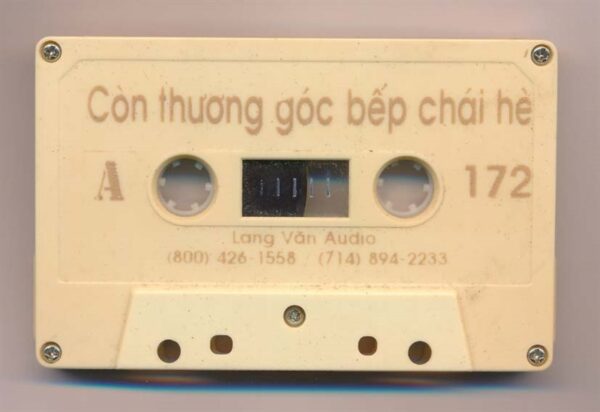 Còn thương góc bếp chái hè
A
172
Lang Văn Audio
(800) 426-1558 / (714) 894-2233